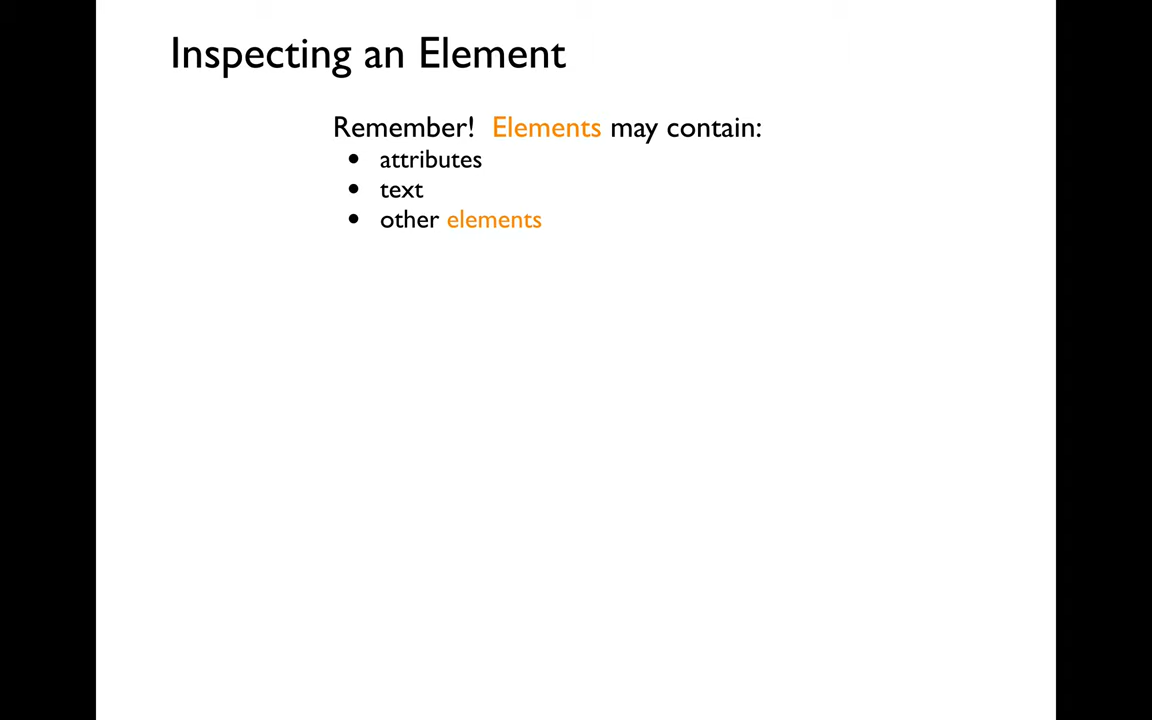 Inspecting an Element
Remember! Elements may contain:
• attributes
• text
• other elements